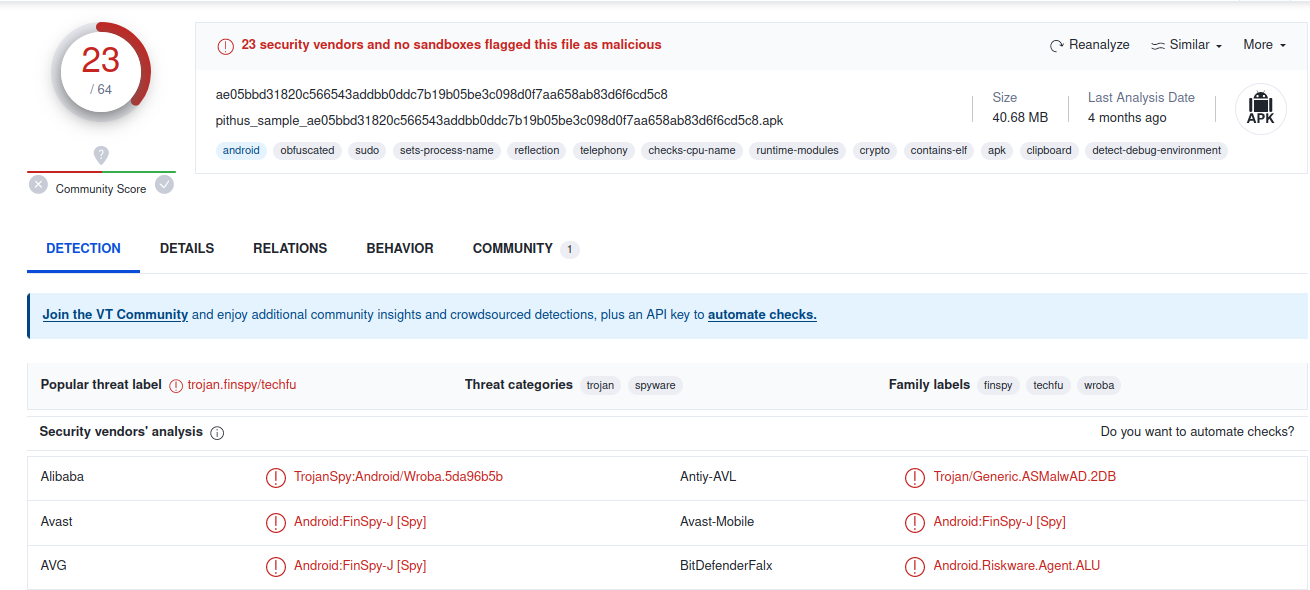 23
/ 64
?
Community Score
23 security vendors and no sandboxes flagged this file as malicious
Reanalyze
Similar
More
ae05bbd31820c566543addbb0ddc7b19b05be3c098d0f7aa658ab83d6f6cd5c8
pithus_sample_ae05bbd31820c566543addbb0ddc7b19b05be3c098d0f7aa658ab83d6f6cd5c8.apk
Size
40.68 MB
Last Analysis Date
4 months ago
APK
android obfuscated sudo sets-process-name reflection telephony checks-cpu-name runtime-modules crypto contains-elf apk clipboard detect-debug-environment
DETECTION DETAILS RELATIONS BEHAVIOR COMMUNITY 1
Join the VT Community and enjoy additional community insights and crowdsourced detections, plus an API key to automate checks.
Popular threat label trojan.finspy/techfu Threat categories trojan spyware Family labels finspy techfu wroba
Security vendors' analysis Do you want to automate checks?
Alibaba TrojanSpy:Android/Wroba.5da96b5b Antiy-AVL Trojan/Generic.ASMalwAD.2DB
Avast Android:FinSpy-J [Spy] Avast-Mobile Android:FinSpy-J [Spy]
AVG Android:FinSpy-J [Spy] BitDefenderFalx Android.Riskware.Agent.ALU